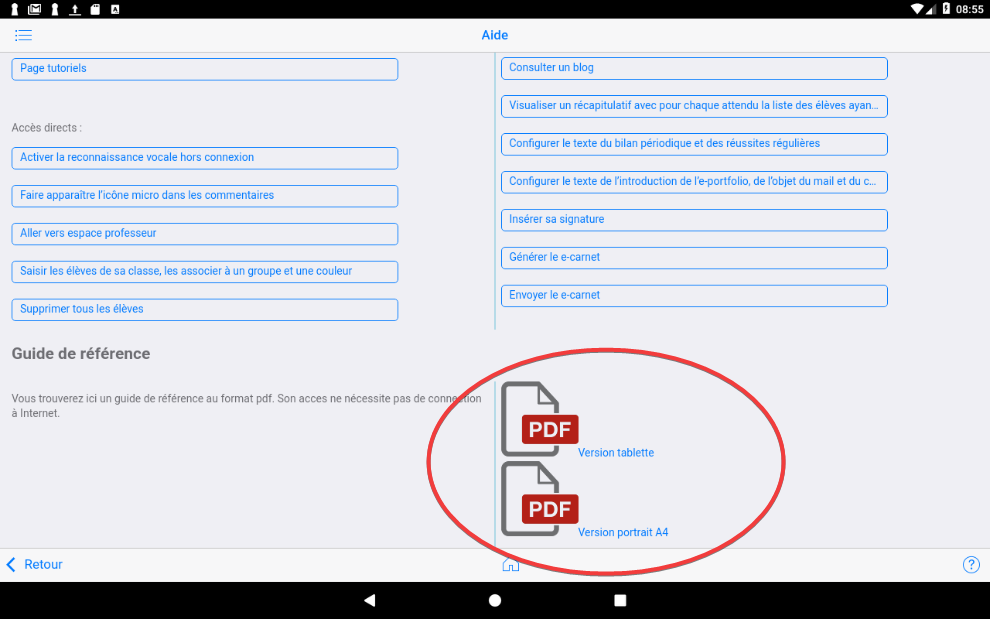 08:55
Aide
Page tutoriels
Accès directs :
Activer la reconnaissance vocale hors connexion
Faire apparaître l'icône micro dans les commentaires
Aller vers espace professeur
Saisir les élèves de sa classe, les associer à un groupe et une couleur
Supprimer tous les élèves
Consulter un blog
Visualiser un récapitulatif avec pour chaque attendu la liste des élèves ayan...
Configurer le texte du bilan périodique et des réussites régulières
Configurer le texte de l'introduction de l'e-portfolio, de l'objet du mail et du c...
Insérer sa signature
Générer le e-carnet
Envoyer le e-carnet
Guide de référence
Vous trouverez ici un guide de référence au format pdf. Son acces ne nécessite pas de connection
à Internet.
PDF
Version tablette
PDF
Version portrait A4
Retour
?